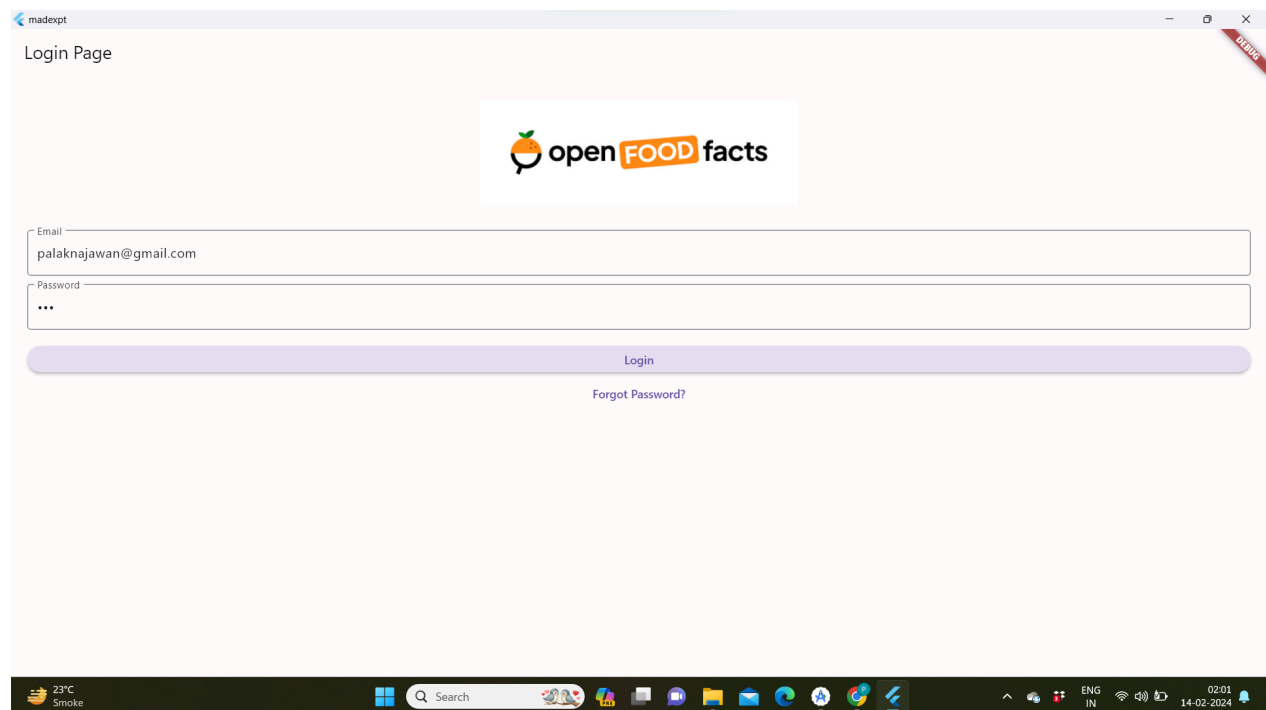 madexpt
Login Page
DEBUG
open FOOD facts
Email
palaknajawan@gmail.com
Password
•••
Login
Forgot Password?
23°C
Smoke
Search
PRE
P
ENG
IN
02:01
14-02-2024